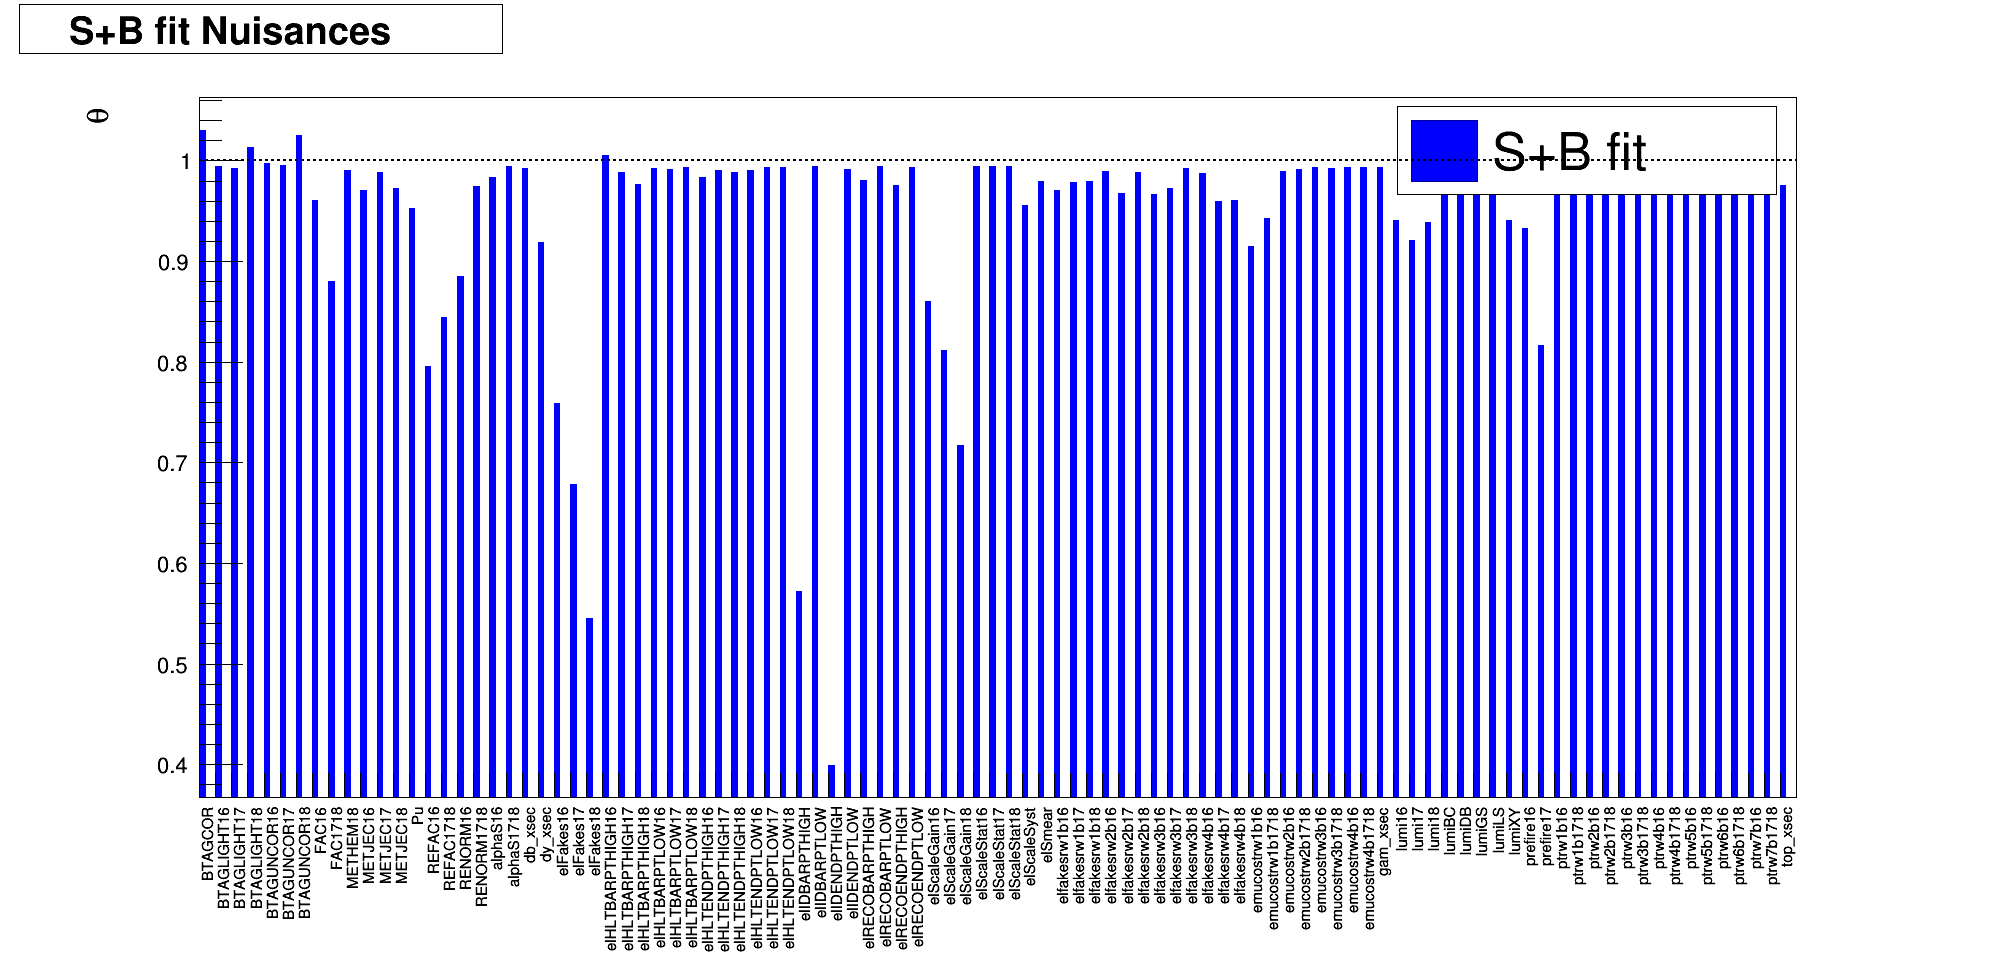 S+B fit Nuisances
θ
S+B fit
1
0.9
0.8
0.7
0.6
0.5
0.4
BTAGCOR
BTAGLIGHT16
BTAGLIGHT17
BTAGLIGHT18
BTAGUNCOR16
BTAGUNCOR17
BTAGUNCOR18
FAC16
FAC1718
METHEM18
METJEC16
METJEC17
METJEC18
Pu
REFAC16
REFAC1718
RENORM16
RENORM1718
alphaS16
alphaS1718
db_xsec
dy_xsec
elFakes16
elFakes17
elFakes18
elHLTBARPTHIGH16
elHLTBARPTHIGH17
elHLTBARPTHIGH18
elHLTBARPTLOW16
elHLTBARPTLOW17
elHLTBARPTLOW18
elHLTENDPTHIGH16
elHLTENDPTHIGH17
elHLTENDPTHIGH18
elHLTENDPTLOW16
elHLTENDPTLOW17
elHLTENDPTLOW18
elIDBARPTHIGH
elIDBARPTLOW
elIDENDPTHIGH
elIDENDPTLOW
elRECOBARPTHIGH
elRECOBARPTLOW
elRECOENDPTHIGH
elRECOENDPTLOW
elScaleGain16
elScaleGain17
elScaleGain18
elScaleStat16
elScaleStat17
elScaleStat18
elScaleSyst
elSmear
elfakesrw1b16
elfakesrw1b17
elfakesrw1b18
elfakesrw2b16
elfakesrw2b17
elfakesrw2b18
elfakesrw3b16
elfakesrw3b17
elfakesrw3b18
elfakesrw4b16
elfakesrw4b17
elfakesrw4b18
emucostrw1b16
emucostrw1b1718
emucostrw2b16
emucostrw2b1718
emucostrw3b16
emucostrw3b1718
emucostrw4b16
emucostrw4b1718
gam_xsec
lumi16
lumi17
lumi18
lumiBC
lumiDB
lumiGS
lumiLS
lumiXY
prefire16
prefire17
ptrw1b16
ptrw1b1718
ptrw2b16
ptrw2b1718
ptrw3b16
ptrw3b1718
ptrw4b16
ptrw4b1718
ptrw5b16
ptrw5b1718
ptrw6b16
ptrw6b1718
ptrw7b16
ptrw7b1718
top_xsec